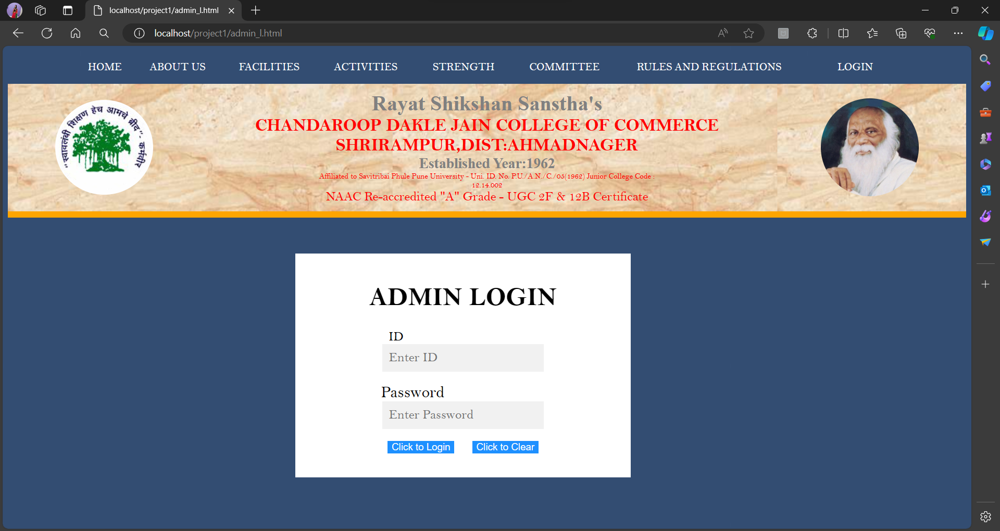 localhost/project1/admin_l.html
localhost/project1/admin_l.html
HOME ABOUT US FACILITIES ACTIVITIES STRENGTH COMMITTEE RULES AND REGULATIONS LOGIN
"स्वावलंबी शिक्षण हेच आमचे ब्रीद"- कर्मवीर
Rayat Shikshan Sanstha's
CHANDAROOP DAKLE JAIN COLLEGE OF COMMERCE
SHRIRAMPUR,DIST:AHMADNAGER
Established Year:1962
Affiliated to Savitribai Phule Pune University - Uni. ID. No. P.U./A.N./C./05(1962) Junior College Code :
12.14.002
NAAC Re-accredited "A" Grade - UGC 2F & 12B Certificate
ADMIN LOGIN
ID
Enter ID
Password
Enter Password
Click to Login Click to Clear